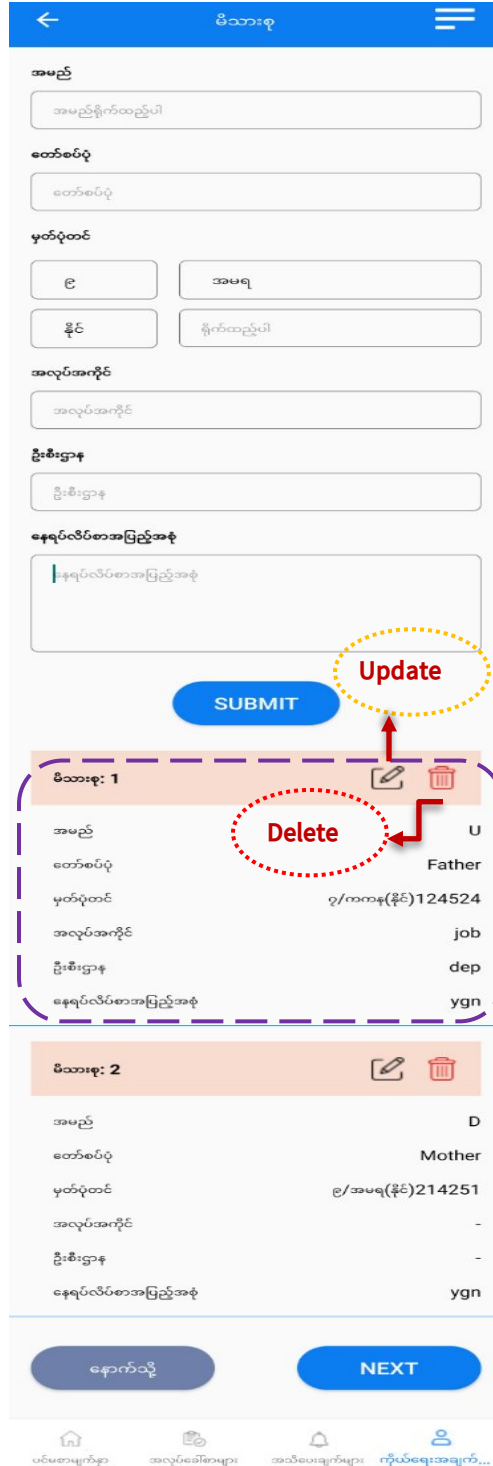 မိသားစု
အမည်
အမည်ရိုက်ထည့်ပါ
တော်စပ်ပုံ
တော်စပ်ပုံ
မှတ်ပုံတင်
၉ အမရ
နိုင် ရိုက်ထည့်ပါ
အလုပ်အကိုင်
အလုပ်အကိုင်
ဦးစီးဌာန
ဦးစီးဌာန
နေရပ်လိပ်စာအပြည့်အစုံ
နေရပ်လိပ်စာအပြည့်အစုံ
Update
SUBMIT
မိသားစု: 1
Delete
အမည် U
တော်စပ်ပုံ Father
မှတ်ပုံတင် ၇/ကကန(နိုင်)124524
အလုပ်အကိုင် job
ဦးစီးဌာန dep
နေရပ်လိပ်စာအပြည့်အစုံ ygn
မိသားစု: 2
အမည် D
တော်စပ်ပုံ Mother
မှတ်ပုံတင် ၉/အမရ(နိုင်)214251
အလုပ်အကိုင် -
ဦးစီးဌာန -
နေရပ်လိပ်စာအပြည့်အစုံ ygn
နောက်သို့ NEXT
ပင်မစာမျက်နှာ အလုပ်ခေါ်စာများ အသိပေးချက်များ ကိုယ်ရေးအချက်...